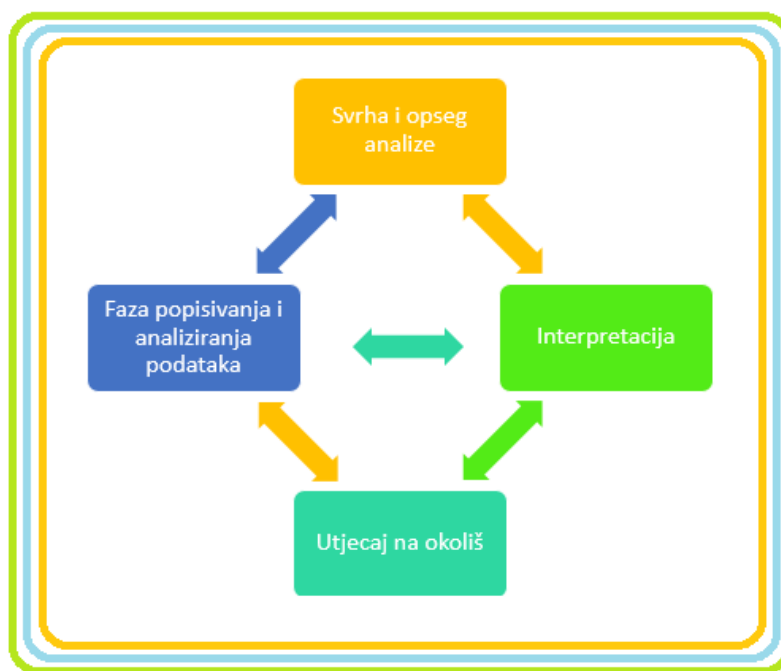 Svrha i opseg
analize
Faza popisivanja i
analiziranja
podataka
Interpretacija
Utjecaj na okoliš